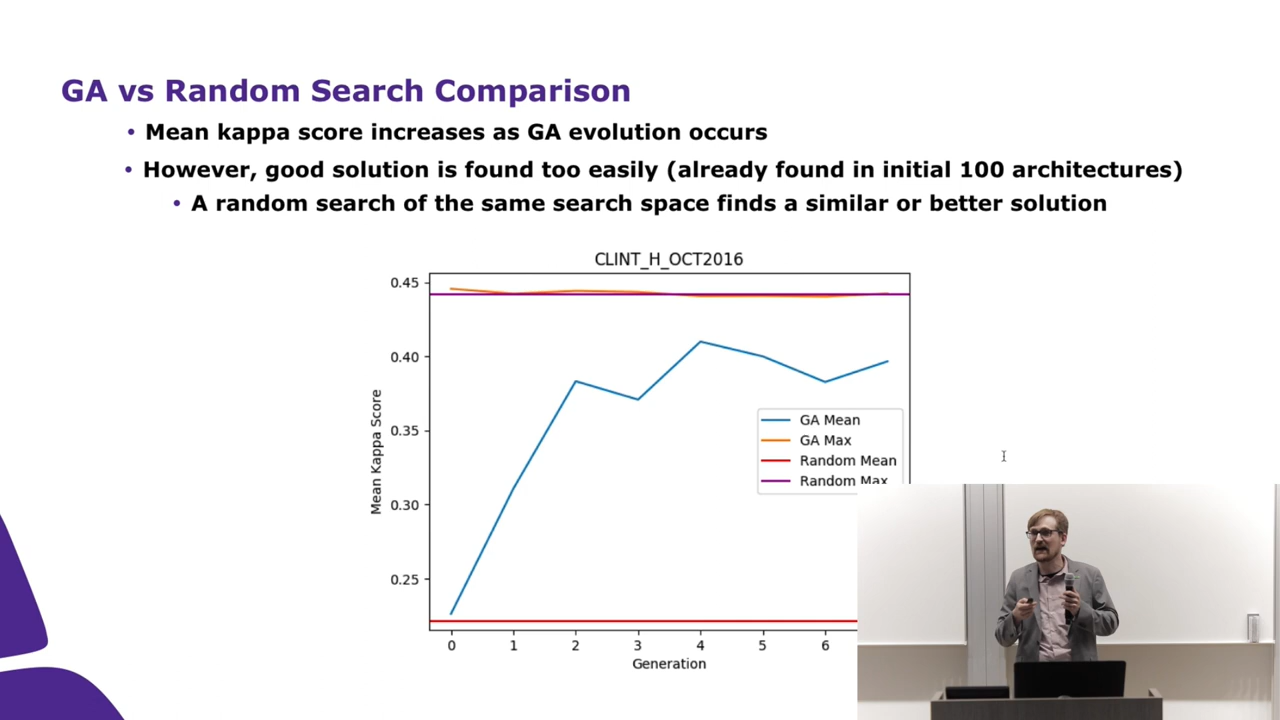 GA vs Random Search Comparison
• Mean kappa score increases as GA evolution occurs
• However, good solution is found too easily (already found in initial 100 architectures)
• A random search of the same search space finds a similar or better solution
CLINT_H_OCT2016
0.45
0.40
0.35
0.30
0.25
Mean Kappa Score
GA Mean
GA Max
Random Mean
Random Max
0 1 2 3 4 5 6
Generation